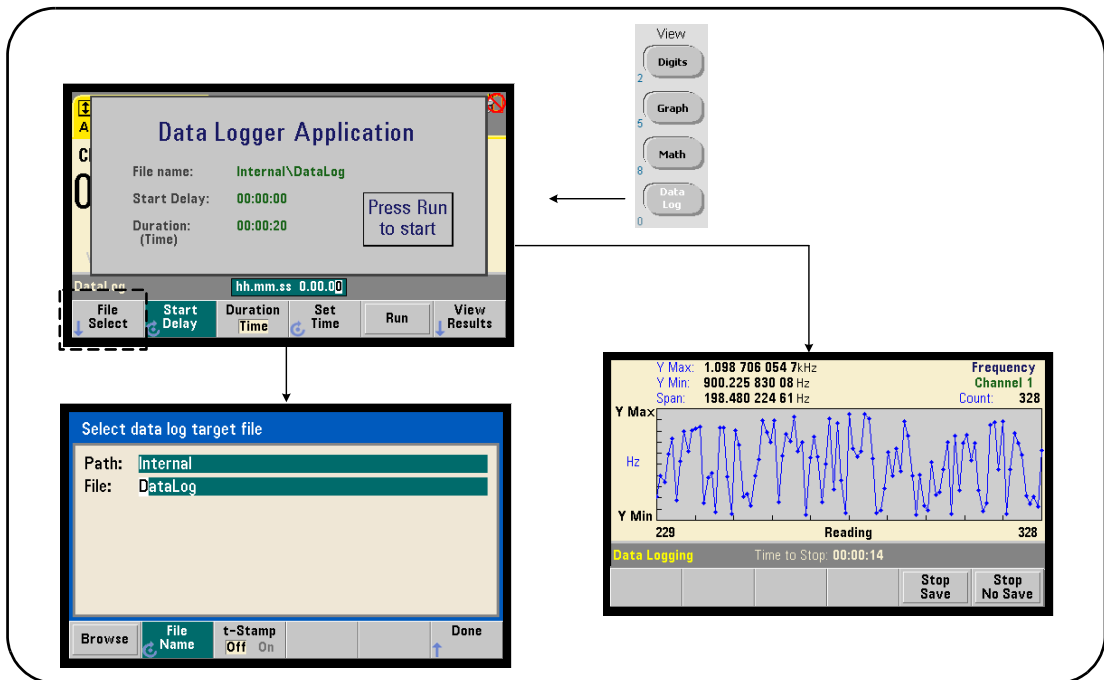 View
Digits
2
Graph
5
Math
8
Data
Log
0
A
Data Logger Application
File name: Internal\DataLog
Start Delay: 00:00:00
Duration: 00:00:20
(Time)
Press Run
to start
DataLog
hh.mm.ss 0.00.00
File
Select
Start
Delay
Duration
Time
Set
Time
Run
View
Results
Select data log target file
Path: Internal
File: DataLog
Browse
File
Name
t-Stamp
Off On
Done
Y Max: 1.098 706 054 7kHz
Frequency
Y Min: 900.225 830 08 Hz
Channel 1
Span: 198.480 224 61 Hz
Count: 328
Y Max
Hz
Y Min
229 Reading 328
Data Logging
Time to Stop: 00:00:14
Stop
Save
Stop
No Save